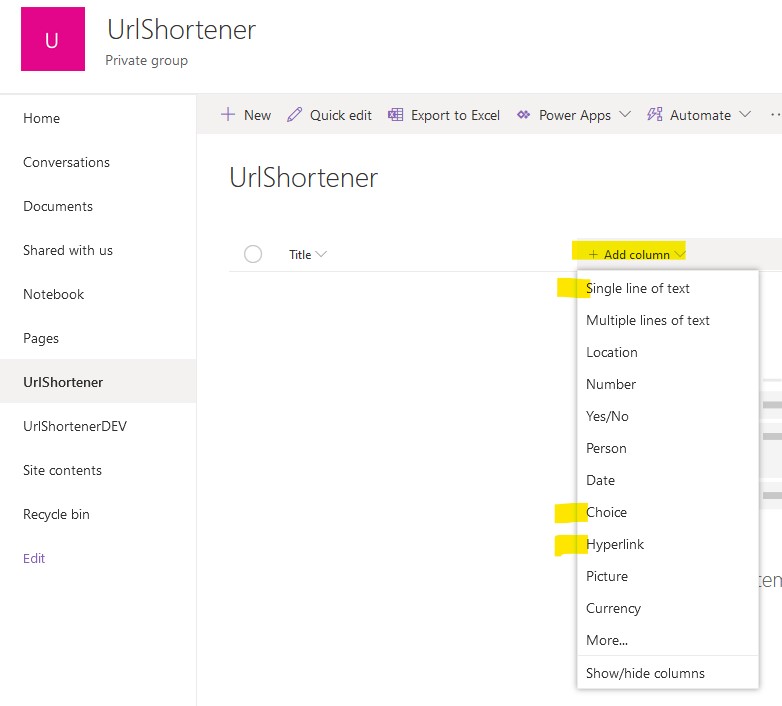 U
UrlShortener
Private group
Home
Conversations
Documents
Shared with us
Notebook
Pages
UrlShortener
UrlShortenerDEV
Site contents
Recycle bin
Edit
+ New Quick edit Export to Excel Power Apps Automate ...
UrlShortener
Title + Add column
Single line of text
Multiple lines of text
Location
Number
Yes/No
Person
Date
Choice
Hyperlink
Picture
Currency
More...
Show/hide columns